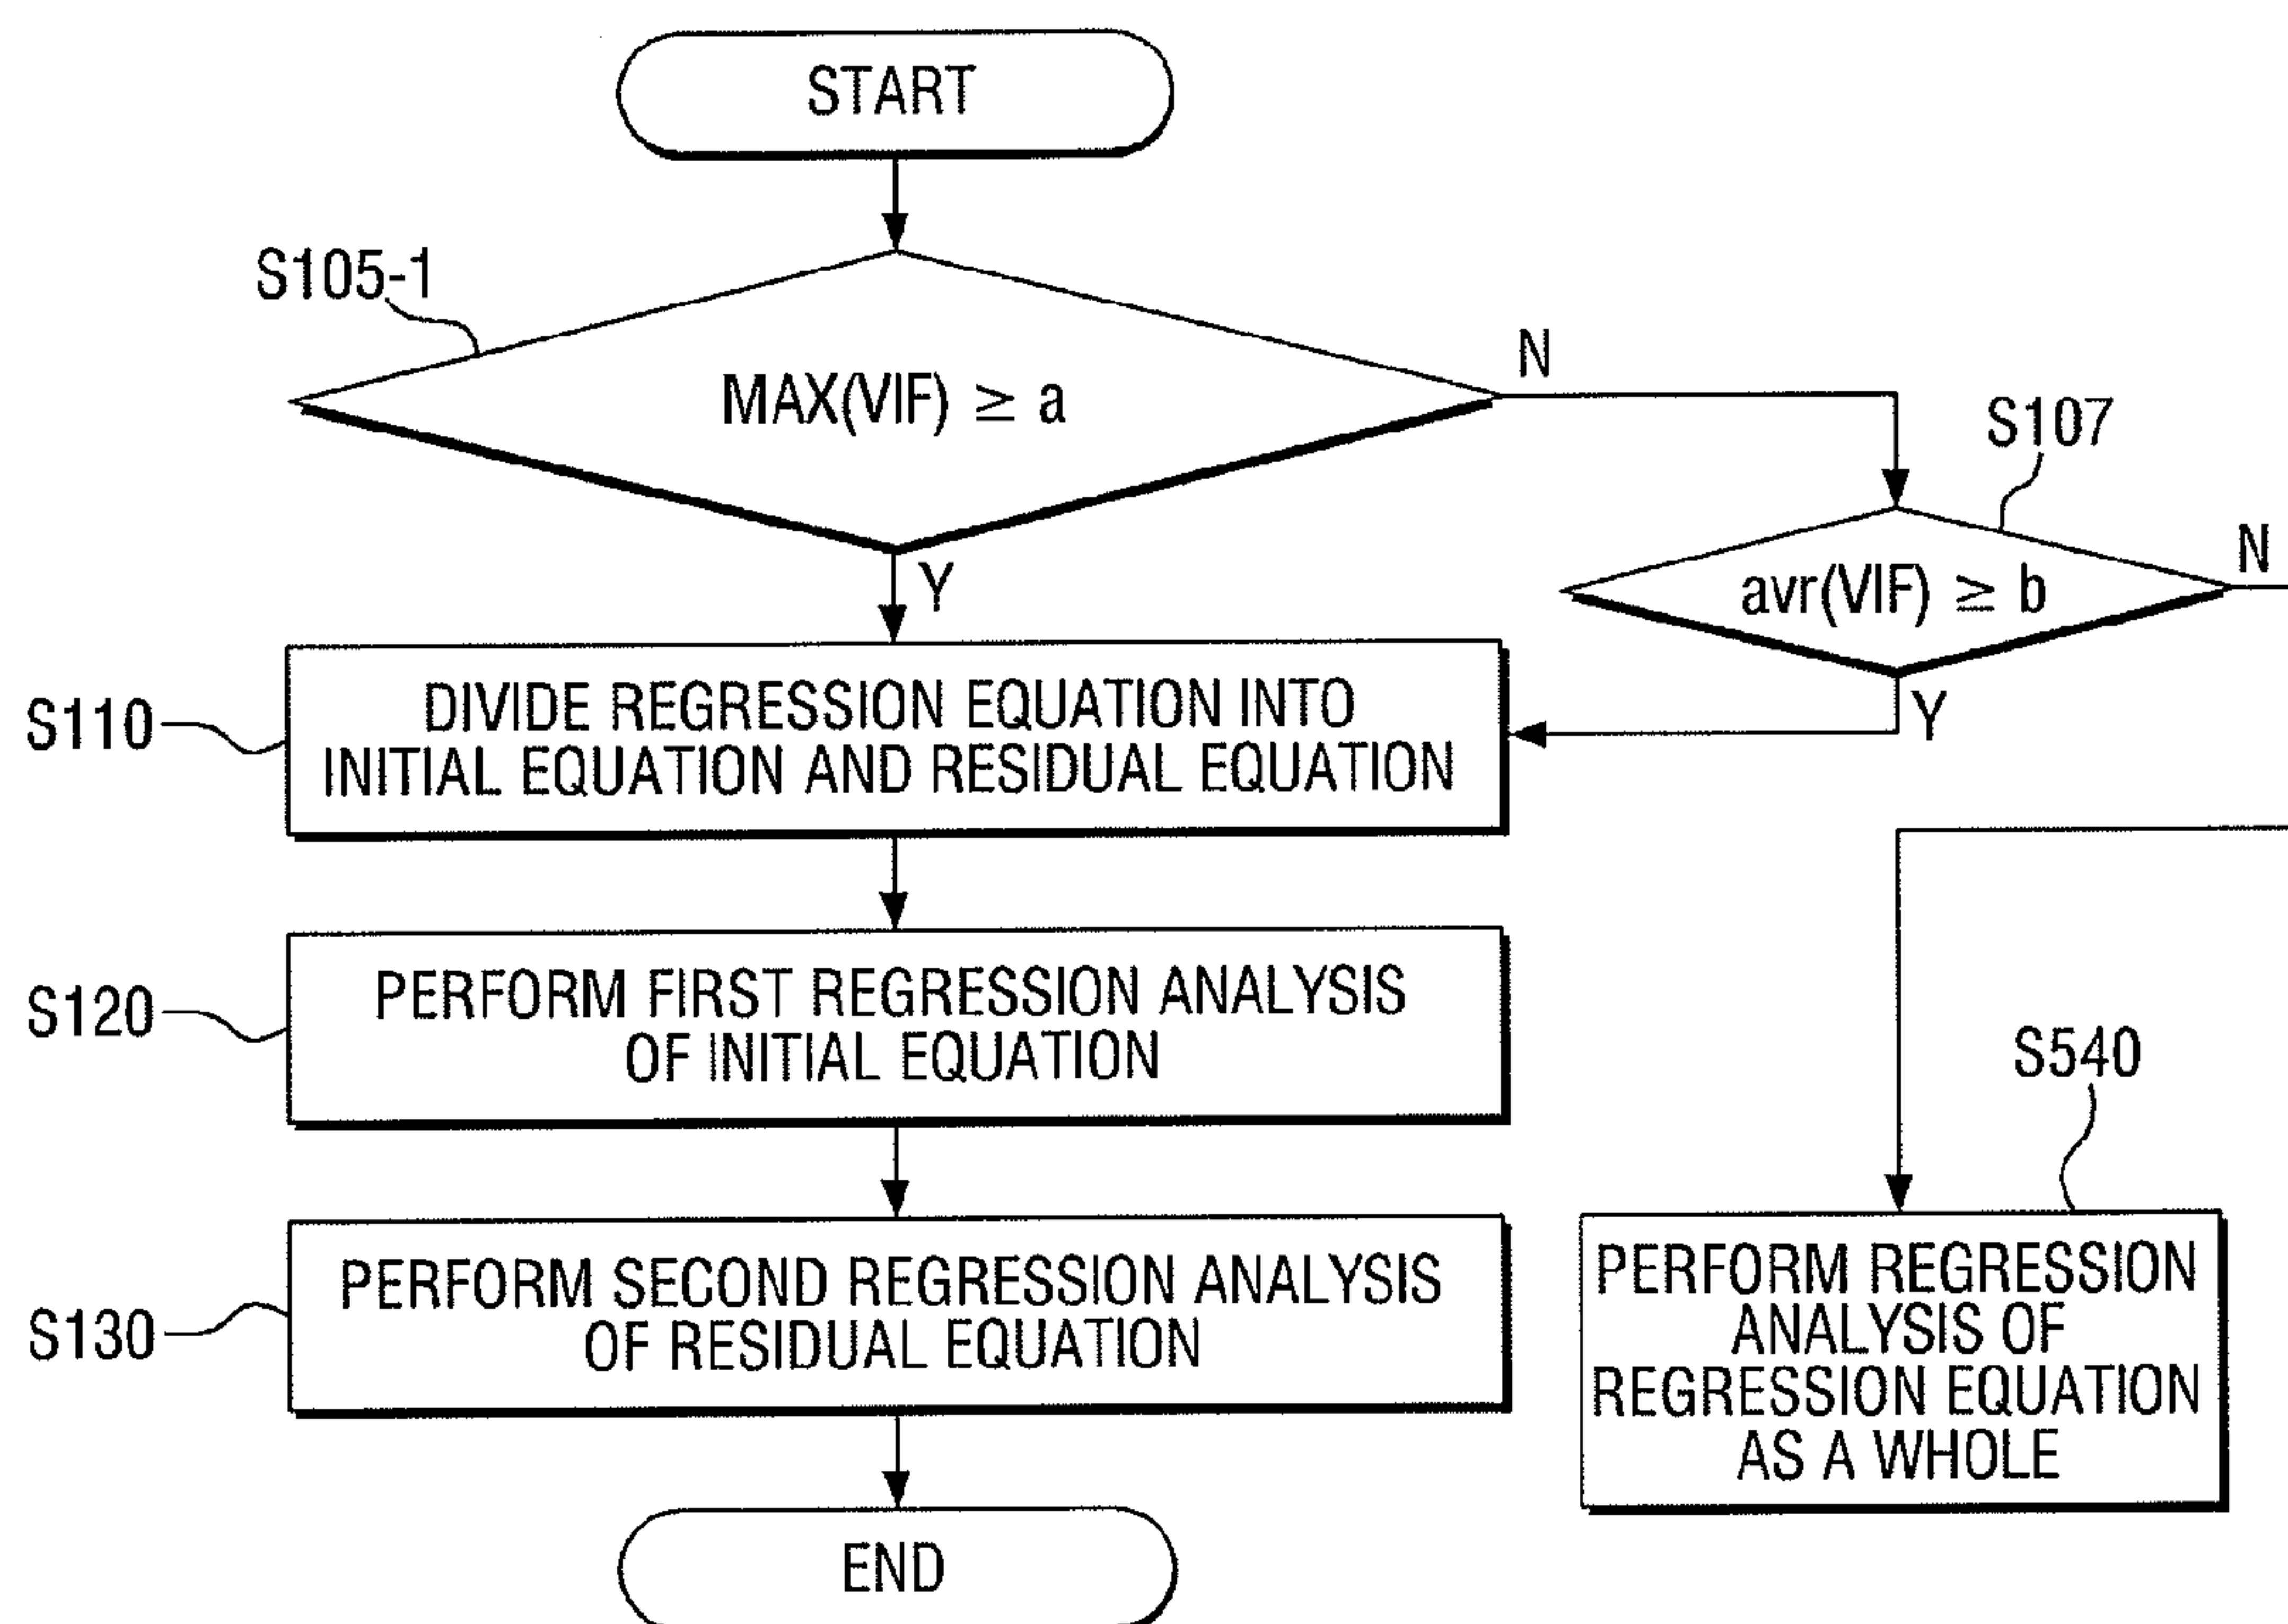 START
S105-1
MAX(VIF) ≥ a
N
S107
avr(VIF) ≥ b
N
Y
Y
S110
DIVIDE REGRESSION EQUATION INTO
INITIAL EQUATION AND RESIDUAL EQUATION
S120
PERFORM FIRST REGRESSION ANALYSIS
OF INITIAL EQUATION
S130
PERFORM SECOND REGRESSION ANALYSIS
OF RESIDUAL EQUATION
S540
PERFORM REGRESSION
ANALYSIS OF
REGRESSION EQUATION
AS A WHOLE
END